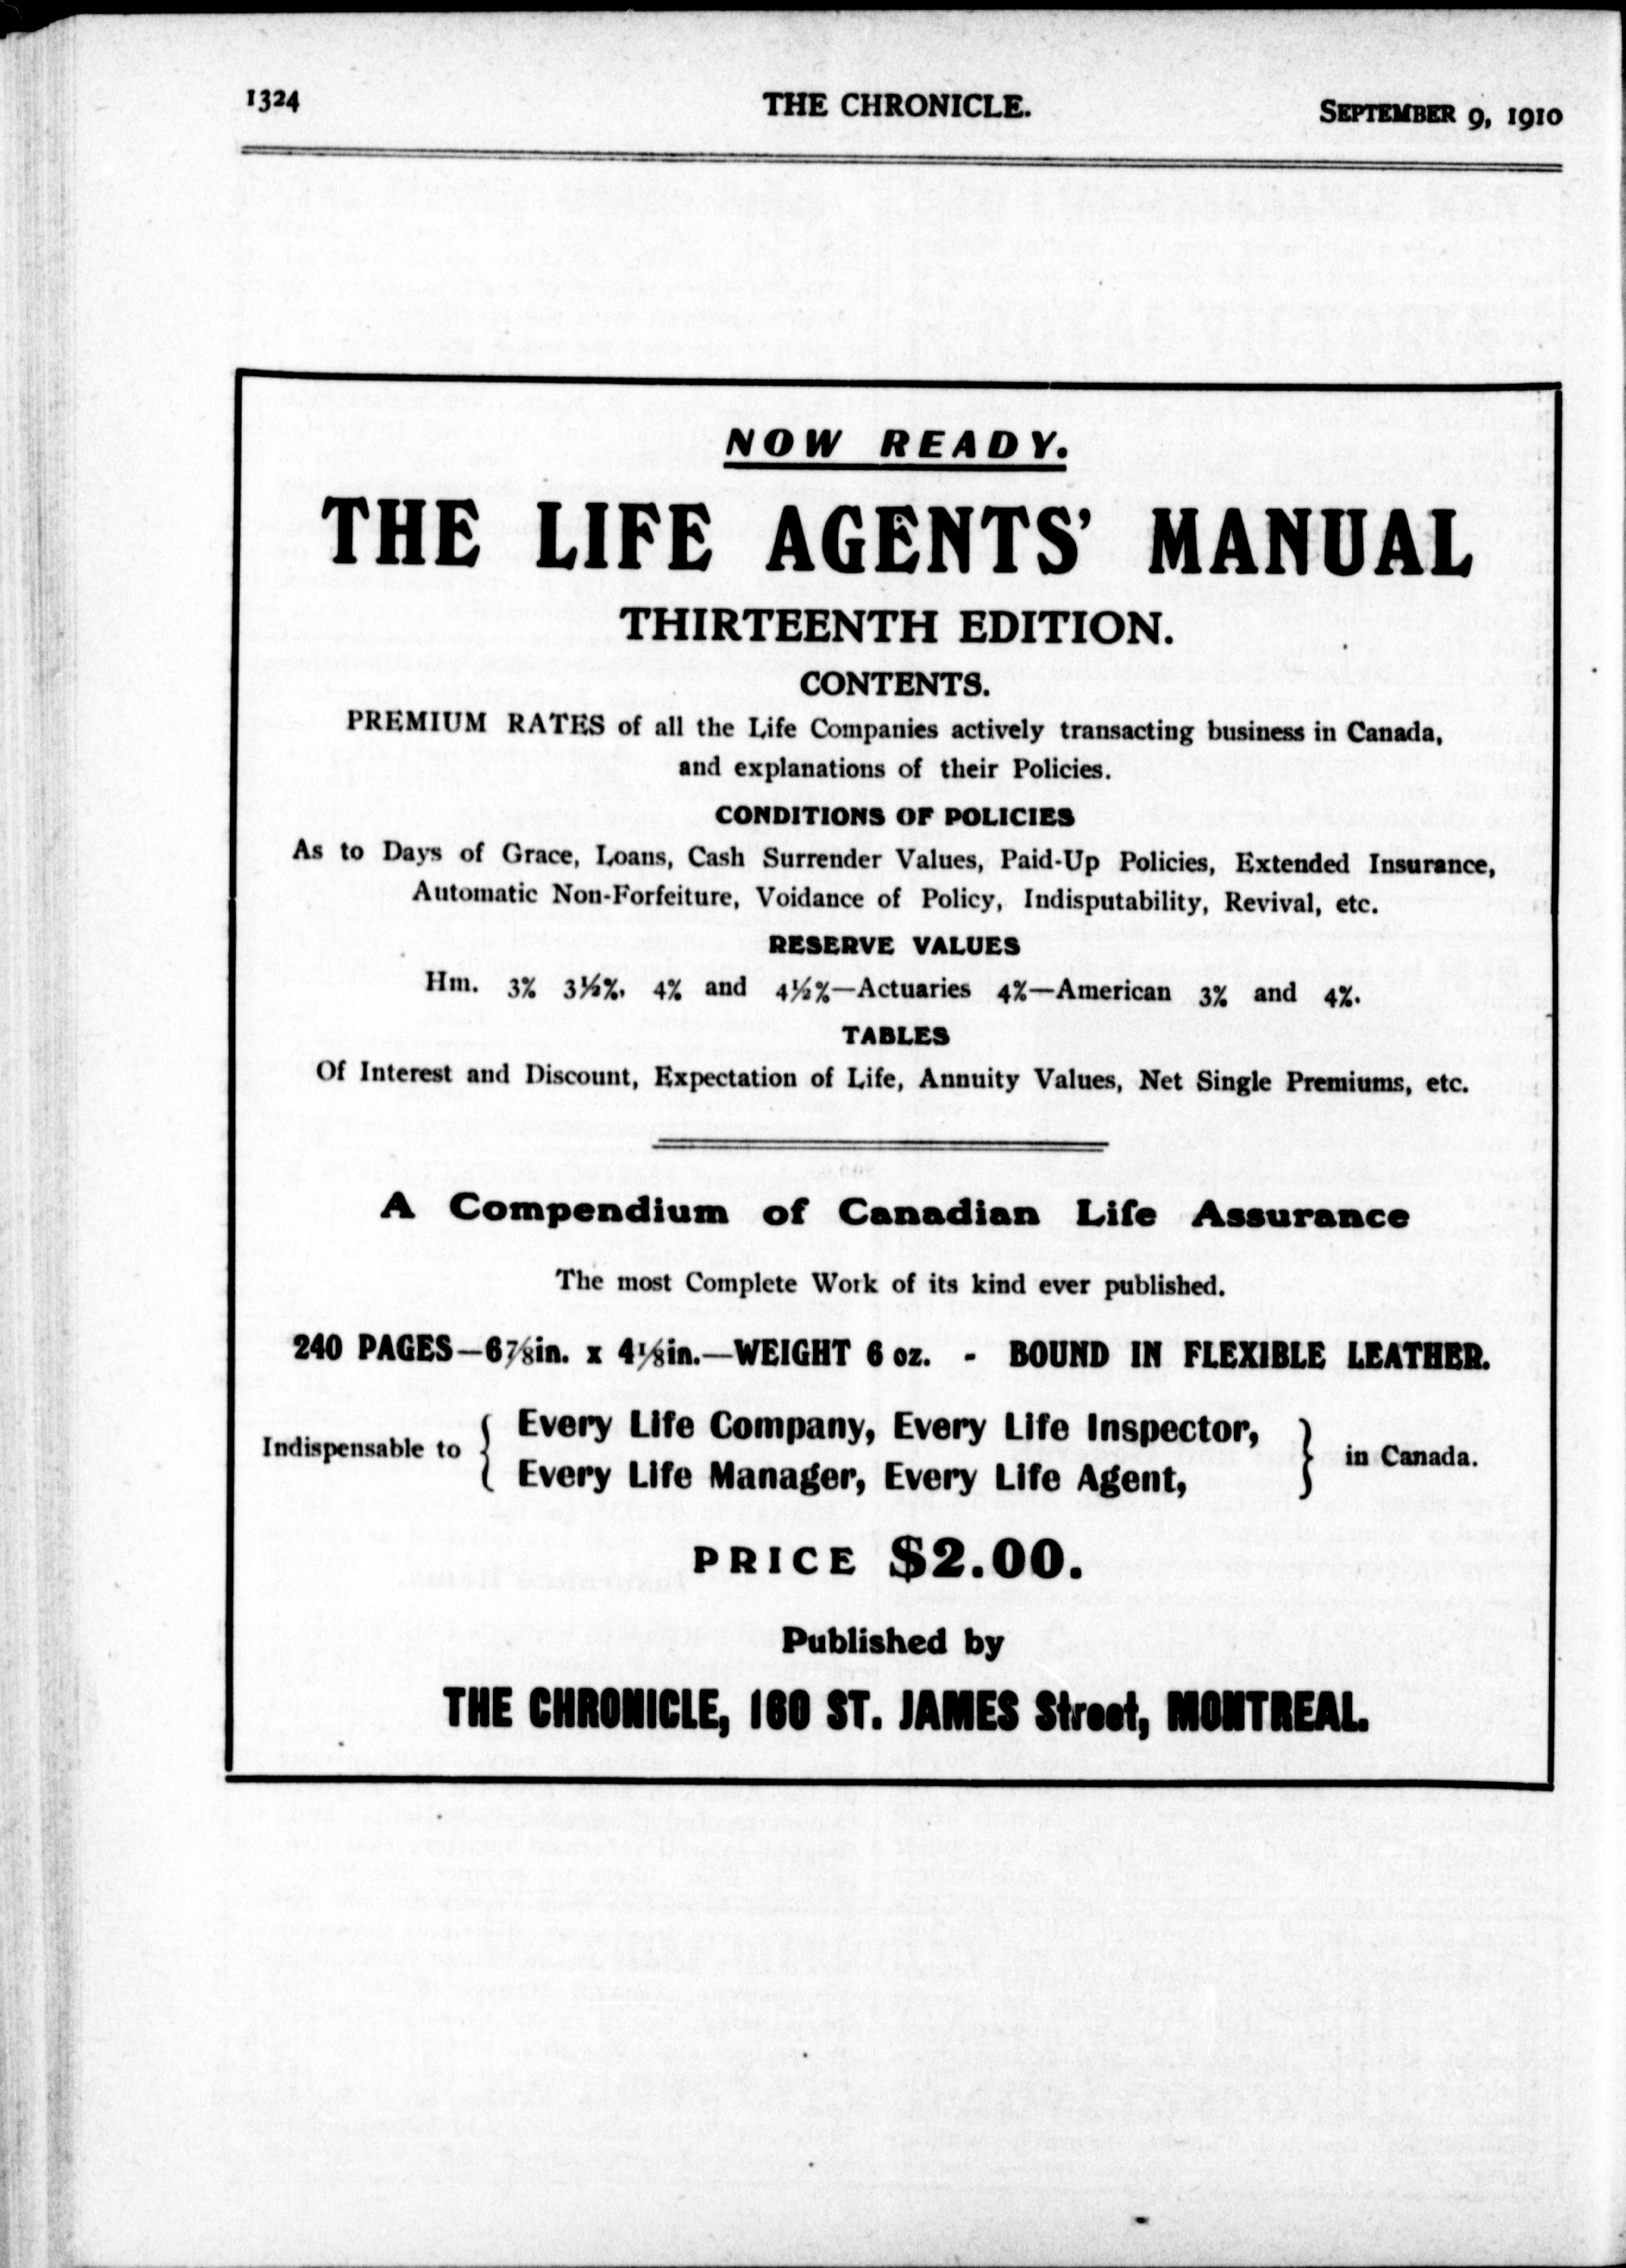 1324
THE CHRONICLE.
SEPTEMBER 9, 1910
NOW READY.
THE LIFE AGENTS' MANUAL
THIRTEENTH EDITION.
CONTENTS.
PREMIUM RATES of all the Life Companies actively transacting business in Canada,
and explanations of their Policies.
CONDITIONS OF POLICIES
As to Days of Grace, Loans, Cash Surrender Values, Paid-Up Policies, Extended Insurance,
Automatic Non-Forfeiture, Voidance of Policy, Indisputability, Revival, etc.
RESERVE VALUES
Hm. 3% 3½%, 4% and 4½%—Actuaries 4%—American 3% and 4%.
TABLES
Of Interest and Discount, Expectation of Life, Annuity Values, Net Single Premiums, etc.
A Compendium of Canadian Life Assurance
The most Complete Work of its kind ever published.
240 PAGES—6⅞in. x 4⅛in.—WEIGHT 6 oz. - BOUND IN FLEXIBLE LEATHER.
Indispensable to { Every Life Company, Every Life Inspector,
Every Life Manager, Every Life Agent, } in Canada.
PRICE $2.00.
Published by
THE CHRONICLE, 160 ST. JAMES Street, MONTREAL.